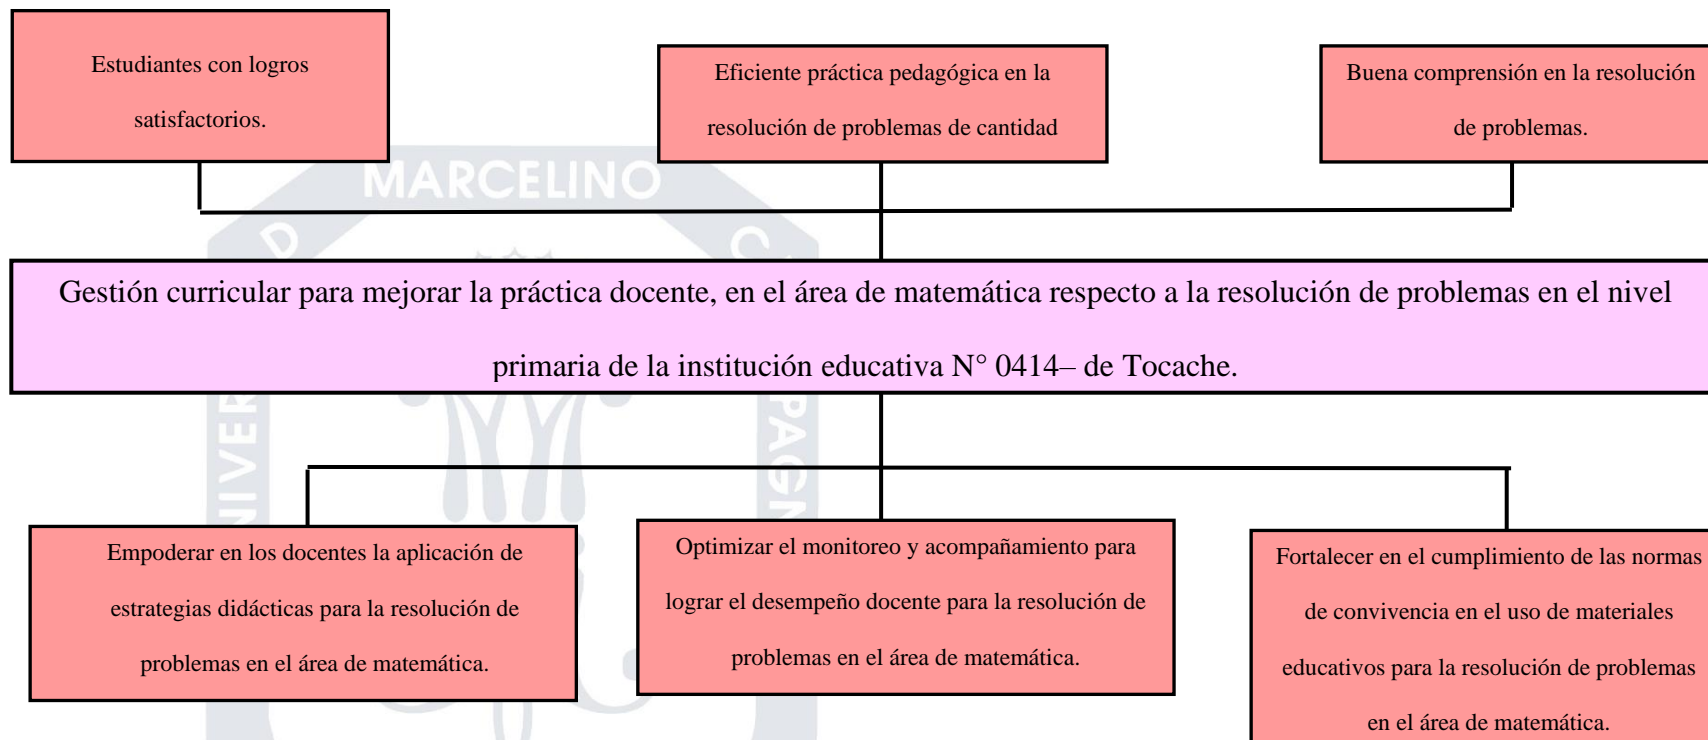 Estudiantes con logros
satisfactorios.
Eficiente práctica pedagógica en la
resolución de problemas de cantidad
Buena comprensión en la resolución
de problemas.
MARCELINO
Gestión curricular para mejorar la práctica docente, en el área de matemática respecto a la resolución de problemas en el nivel
primaria de la institución educativa N° 0414– de Tocache.
Empoderar en los docentes la aplicación de
estrategias didácticas para la resolución de
problemas en el área de matemática.
Optimizar el monitoreo y acompañamiento para
lograr el desempeño docente para la resolución de
problemas en el área de matemática.
Fortalecer en el cumplimiento de las normas
de convivencia en el uso de materiales
educativos para la resolución de problemas
en el área de matemática.